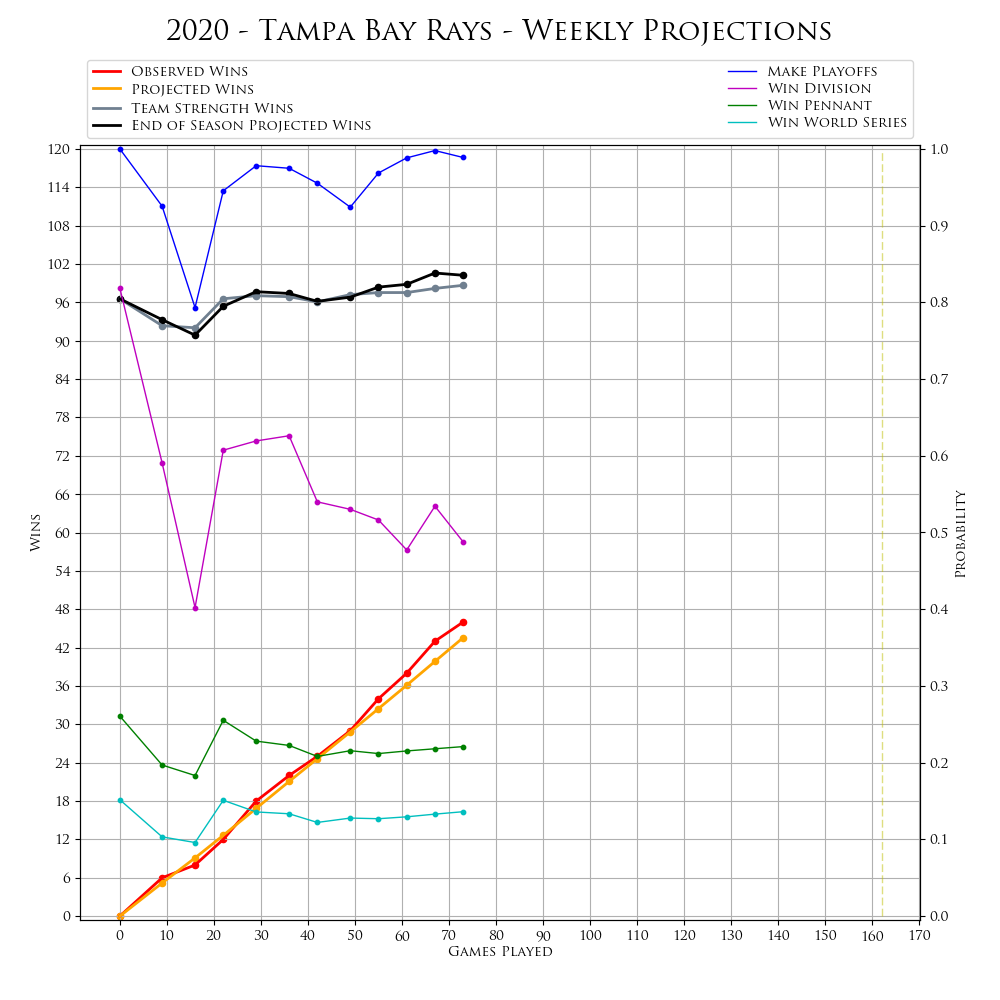 2020 - Tampa Bay Rays - Weekly Projections
Observed Wins
Projected Wins
Team Strength Wins
End of Season Projected Wins
Make Playoffs
Win Division
Win Pennant
Win World Series
120
114
108
102
96
90
84
78
72
66
60
54
48
42
36
30
24
18
12
6
0
Wins
1.0
0.9
0.8
0.7
0.6
0.5
0.4
0.3
0.2
0.1
0.0
Probability
0 10 20 30 40 50 60 70 80 90 100 110 120 130 140 150 160 170
Games Played